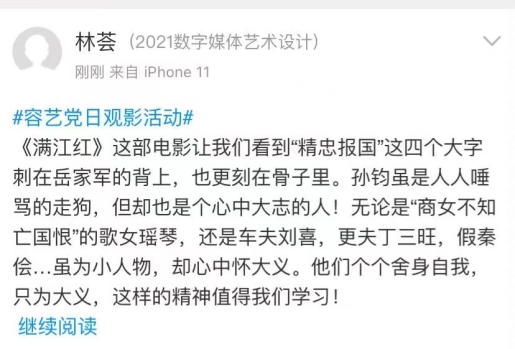 林荟（2021数字媒体艺术设计）
刚刚 来自 iPhone 11
#容艺党日观影活动#
《满江红》这部电影让我们看到“精忠报国”这四个大字
刺在岳家军的背上，也更刻在骨子里。孙钧虽是人人唾
骂的走狗，但却也是个心中大志的人！无论是“商女不知
亡国恨”的歌女瑶琴，还是车夫刘喜，更夫丁三旺，假秦
侩…虽为小人物，却心中怀大义。他们个个舍身自我，
只为大义，这样的精神值得我们学习！
继续阅读